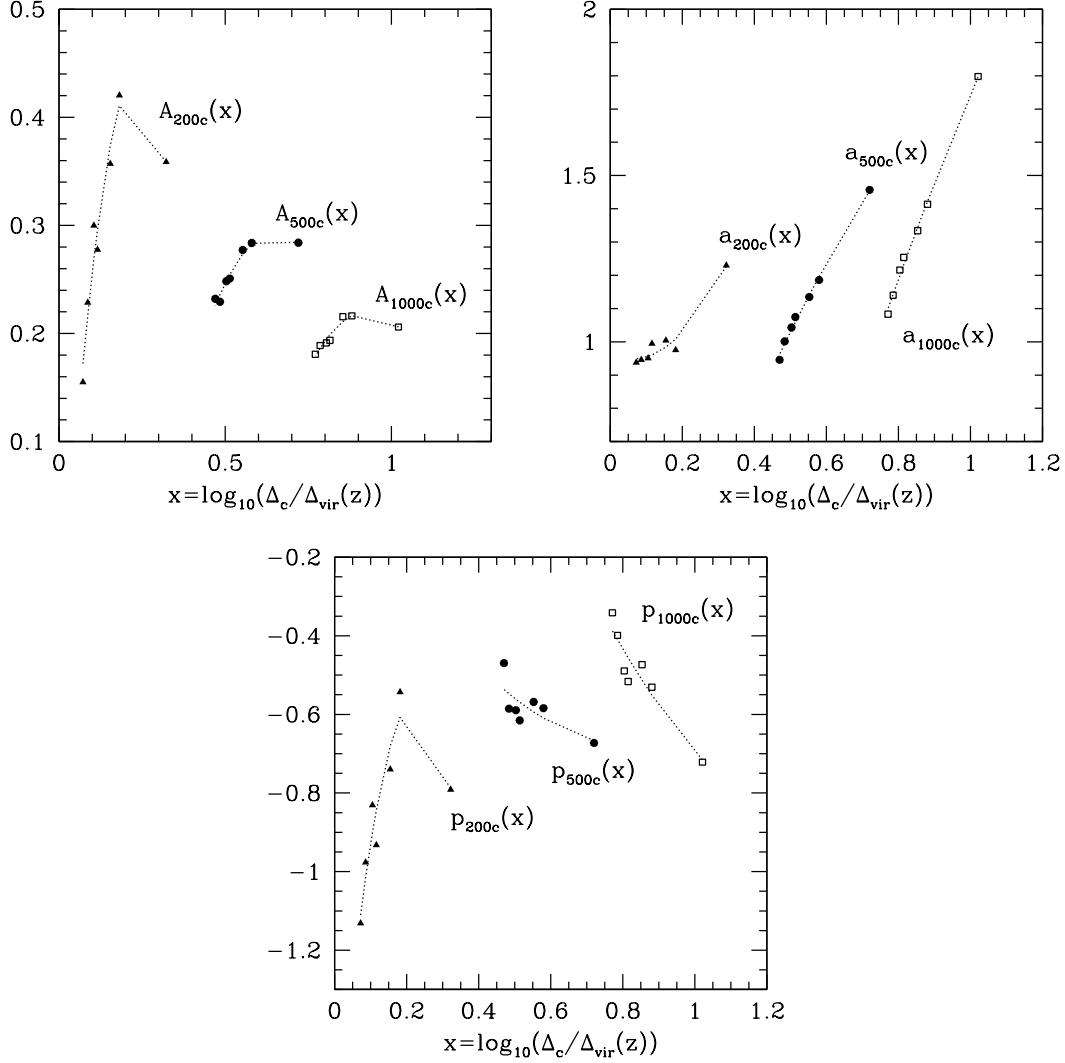 0.5
0.4
0.3
0.2
0.1
0
0.5
1
A200c(x)
A500c(x)
A1000c(x)
x=log10(Δc/Δvir(z))
2
1.5
1
0
0.2
0.4
0.6
0.8
1
1.2
a200c(x)
a500c(x)
a1000c(x)
x=log10(Δc/Δvir(z))
−0.2
−0.4
−0.6
−0.8
−1
−1.2
0
0.2
0.4
0.6
0.8
1
1.2
p1000c(x)
p500c(x)
p200c(x)
x=log10(Δc/Δvir(z))